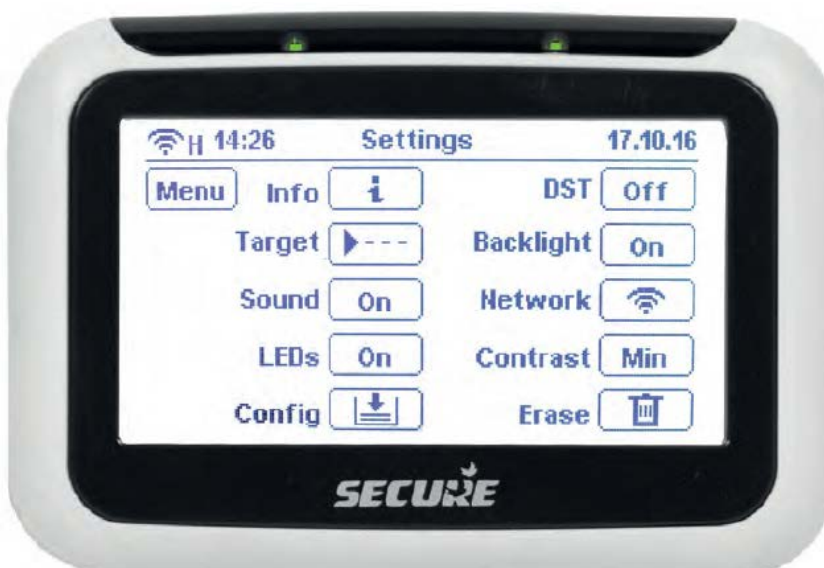 H 14:26 Settings 17.10.16
Menu Info i DST Off
Target --- Backlight On
Sound On Network
LEDs On Contrast Min
Config Erase
SECURE